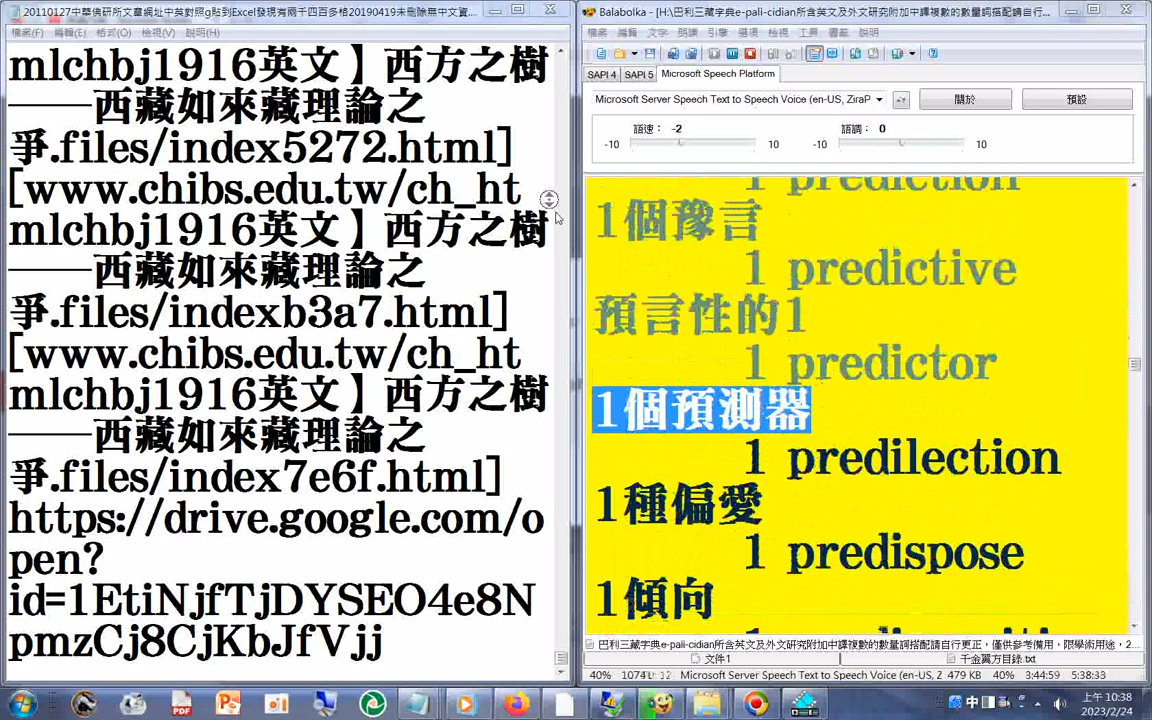 20110127中華佛研所文章網址中英對照g貼到Excel發現有兩千四百多格20190419未刪除無中文資...
檔案(F) 編輯(E) 格式(O) 檢視(V) 說明(H)
mlchbj1916英文】西方之樹
——西藏如來藏理論之
爭.files/index5272.html]
[www.chibs.edu.tw/ch_ht
mlchbj1916英文】西方之樹
——西藏如來藏理論之
爭.files/indexb3a7.html]
[www.chibs.edu.tw/ch_ht
mlchbj1916英文】西方之樹
——西藏如來藏理論之
爭.files/index7e6f.html]
https://drive.google.com/o
pen?
id=1EtiNjfTjDYSEO4e8N
pmzCj8CjKbJfVjj
Balabolka - [H:\巴利三藏字典e-pali-cidian所含英文及外文研究附加中譯複數的數量詞搭配請自行...
檔案 編輯 文字 朗讀 引擎 選項 檢視 工具 書籤 說明
SAPI 4 SAPI 5 Microsoft Speech Platform
Microsoft Server Speech Text to Speech Voice (en-US, ZiraP
關於 預設
語速： -2 語調： 0
-10 10 -10 10
1 prediction
1個豫言
1 predictive
預言性的1
1 predictor
1個預測器
1 predilection
1種偏愛
1 predispose
1傾向
巴利三藏字典e-pali-cidian所含英文及外文研究附加中譯複數的數量詞搭配請自行更正，僅供參考備用，限學術用途，2...
文件1 千金翼方目錄.txt
40% Microsoft Server Speech Text to Speech Voice (en-US, Z 479 KB 40% 3:44:59 5:38:33
上午 10:38
2023/2/24